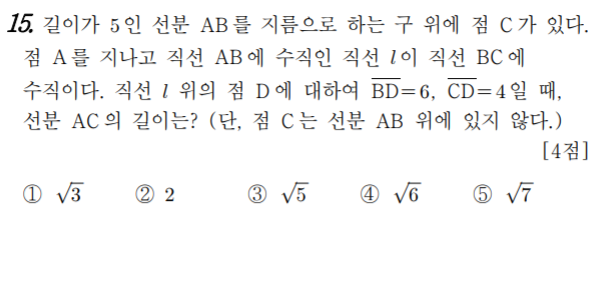 15. 길이가 5인 선분 AB를 지름으로 하는 구 위에 점 C가 있다.
점 A를 지나고 직선 AB에 수직인 직선 l이 직선 BC에
수직이다. 직선 l 위의 점 D에 대하여 \overline{BD}=6, \overline{CD}=4일 때,
선분 AC의 길이는? (단, 점 C는 선분 AB 위에 있지 않다.)
[4점]
① √3 ② 2 ③ √5 ④ √6 ⑤ √7